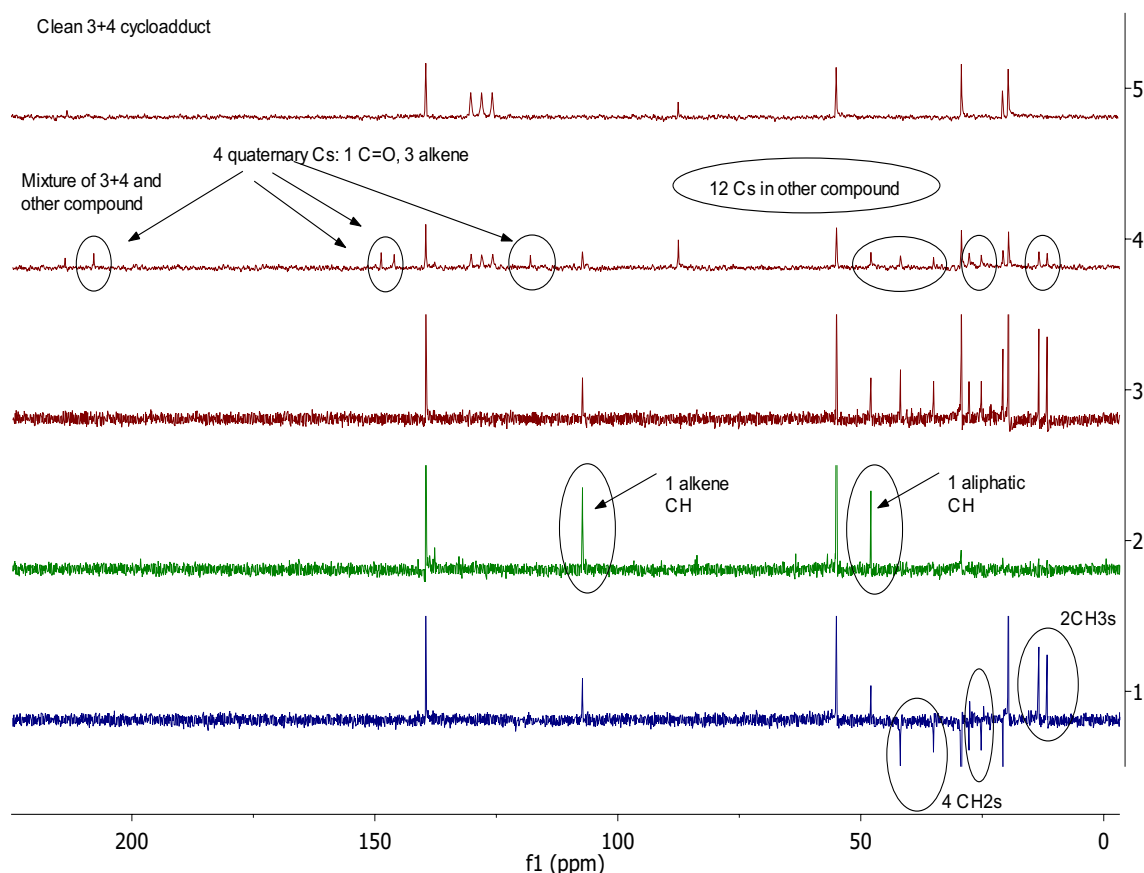 Clean 3+4 cycloadduct
5
4 quaternary Cs: 1 C=O, 3 alkene
Mixture of 3+4 and
other compound
12 Cs in other compound
4
3
1 alkene
CH
1 aliphatic
CH
2
2CH3s
1
4 CH2s
200
150
100
50
0
f1 (ppm)